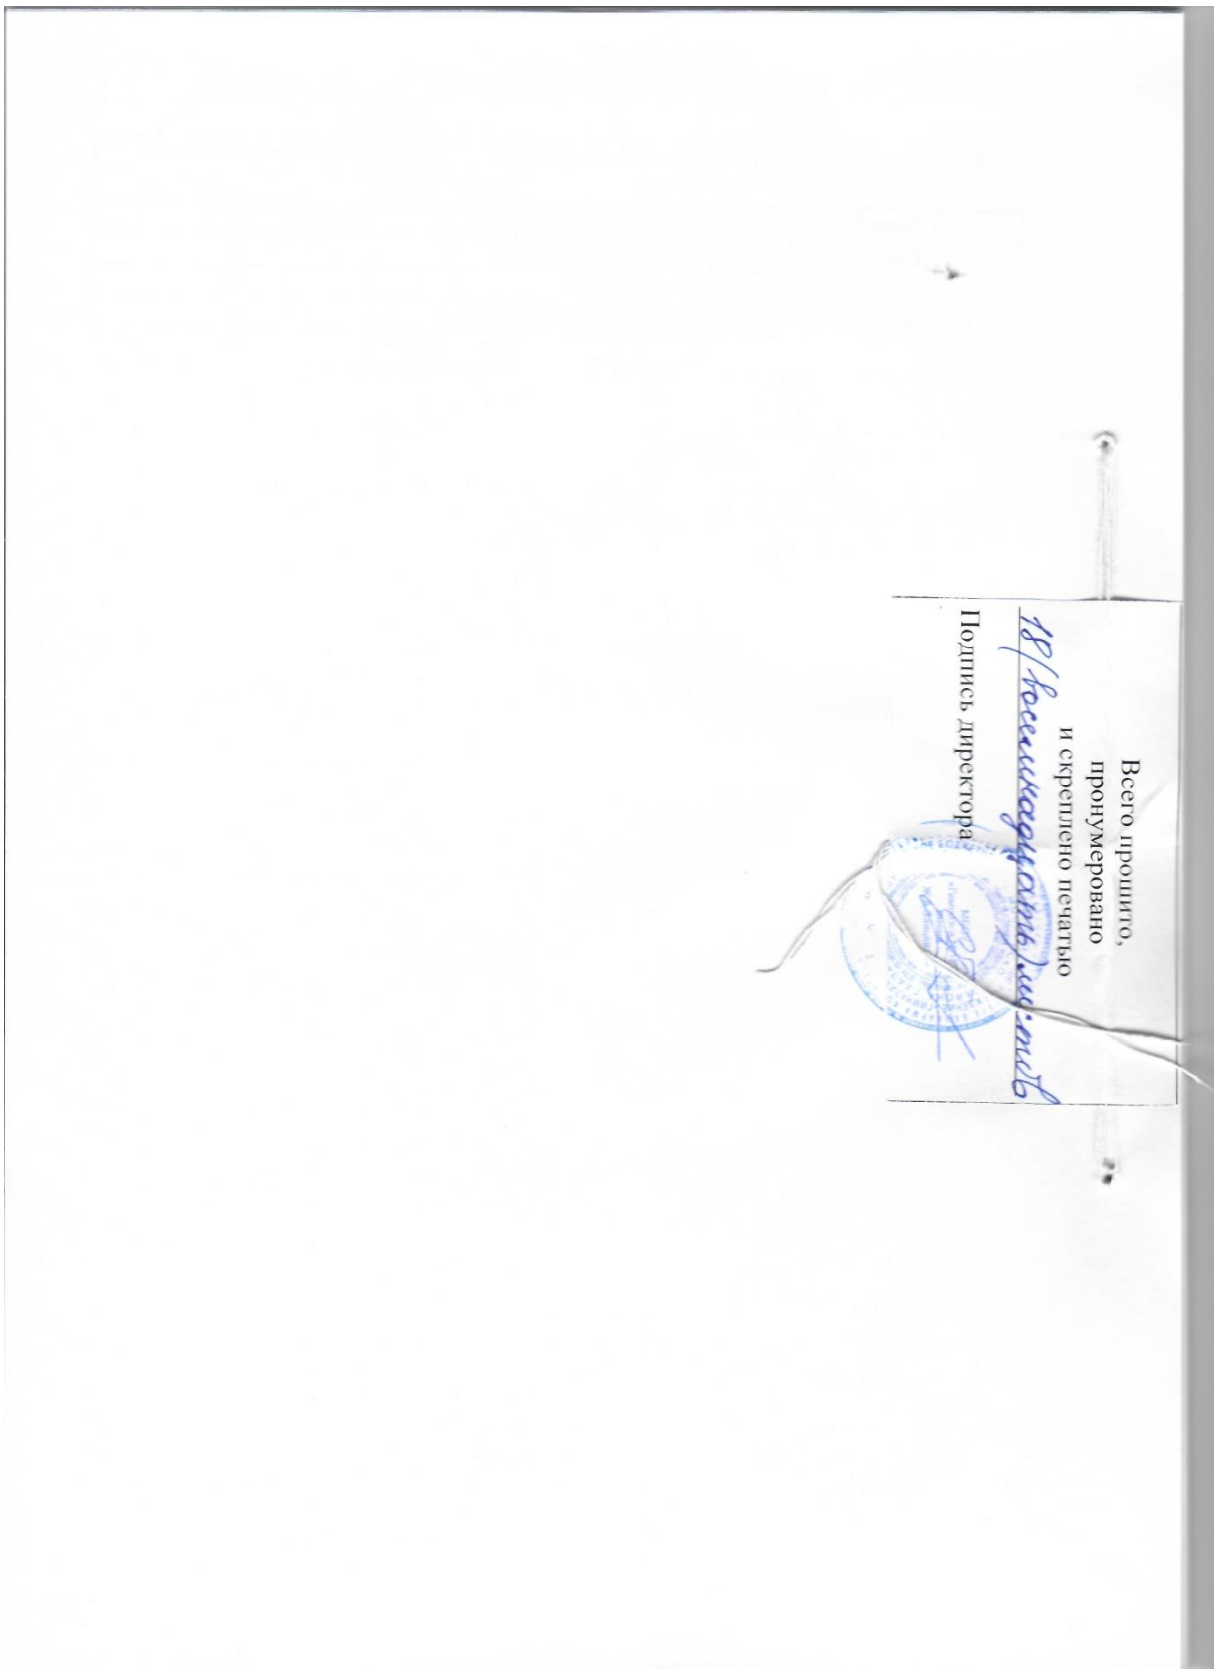 Всего прошито,
пронумеровано
и скреплено печатью
18/восемнадцать) листов
Подпись директора